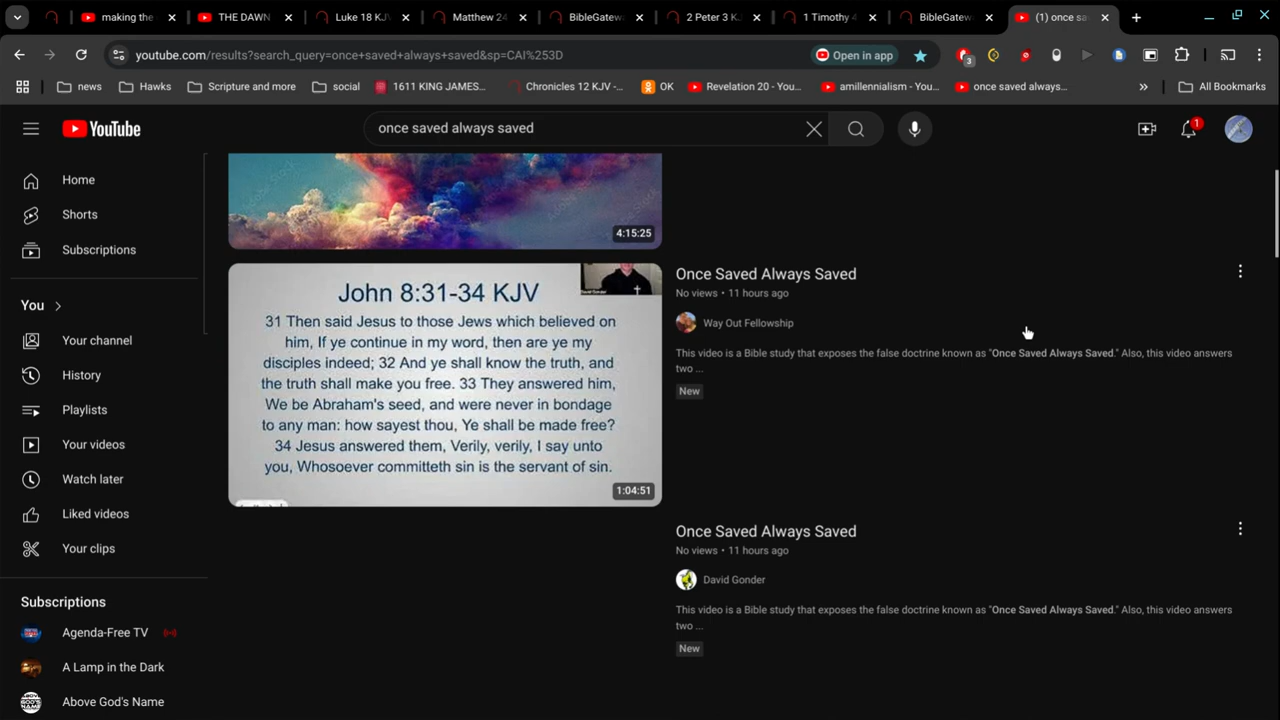 making the
THE DAWN
Luke 18 KJV
Matthew 24
BibleGatew
2 Peter 3 K
1 Timothy 4
BibleGatew
(1) once sa
youtube.com/results?search_query=once+saved+always+saved&sp=CAI%253D
Open in app
3
news
Hawks
Scripture and more
social
1611 KING JAMES...
Chronicles 12 KJV -...
OK
Revelation 20 - You...
amillennialism - You...
once saved always...
All Bookmarks
YouTube
once saved always saved
1
Home
Shorts
Subscriptions
You
Your channel
History
Playlists
Your videos
Watch later
Liked videos
Your clips
Subscriptions
Agenda-Free TV
A Lamp in the Dark
Above God's Name
4:15:25
John 8:31-34 KJV
31 Then said Jesus to those Jews which believed on
him, If ye continue in my word, then are ye my
disciples indeed; 32 And ye shall know the truth, and
the truth shall make you free. 33 They answered him,
We be Abraham's seed, and were never in bondage
to any man: how sayest thou, Ye shall be made free?
34 Jesus answered them, Verily, verily, I say unto
you, Whosoever committeth sin is the servant of sin.
1:04:51
Once Saved Always Saved
No views • 11 hours ago
Way Out Fellowship
This video is a Bible study that exposes the false doctrine known as "Once Saved Always Saved." Also, this video answers
two ...
New
Once Saved Always Saved
No views • 11 hours ago
David Gonder
This video is a Bible study that exposes the false doctrine known as "Once Saved Always Saved." Also, this video answers
two ...
New